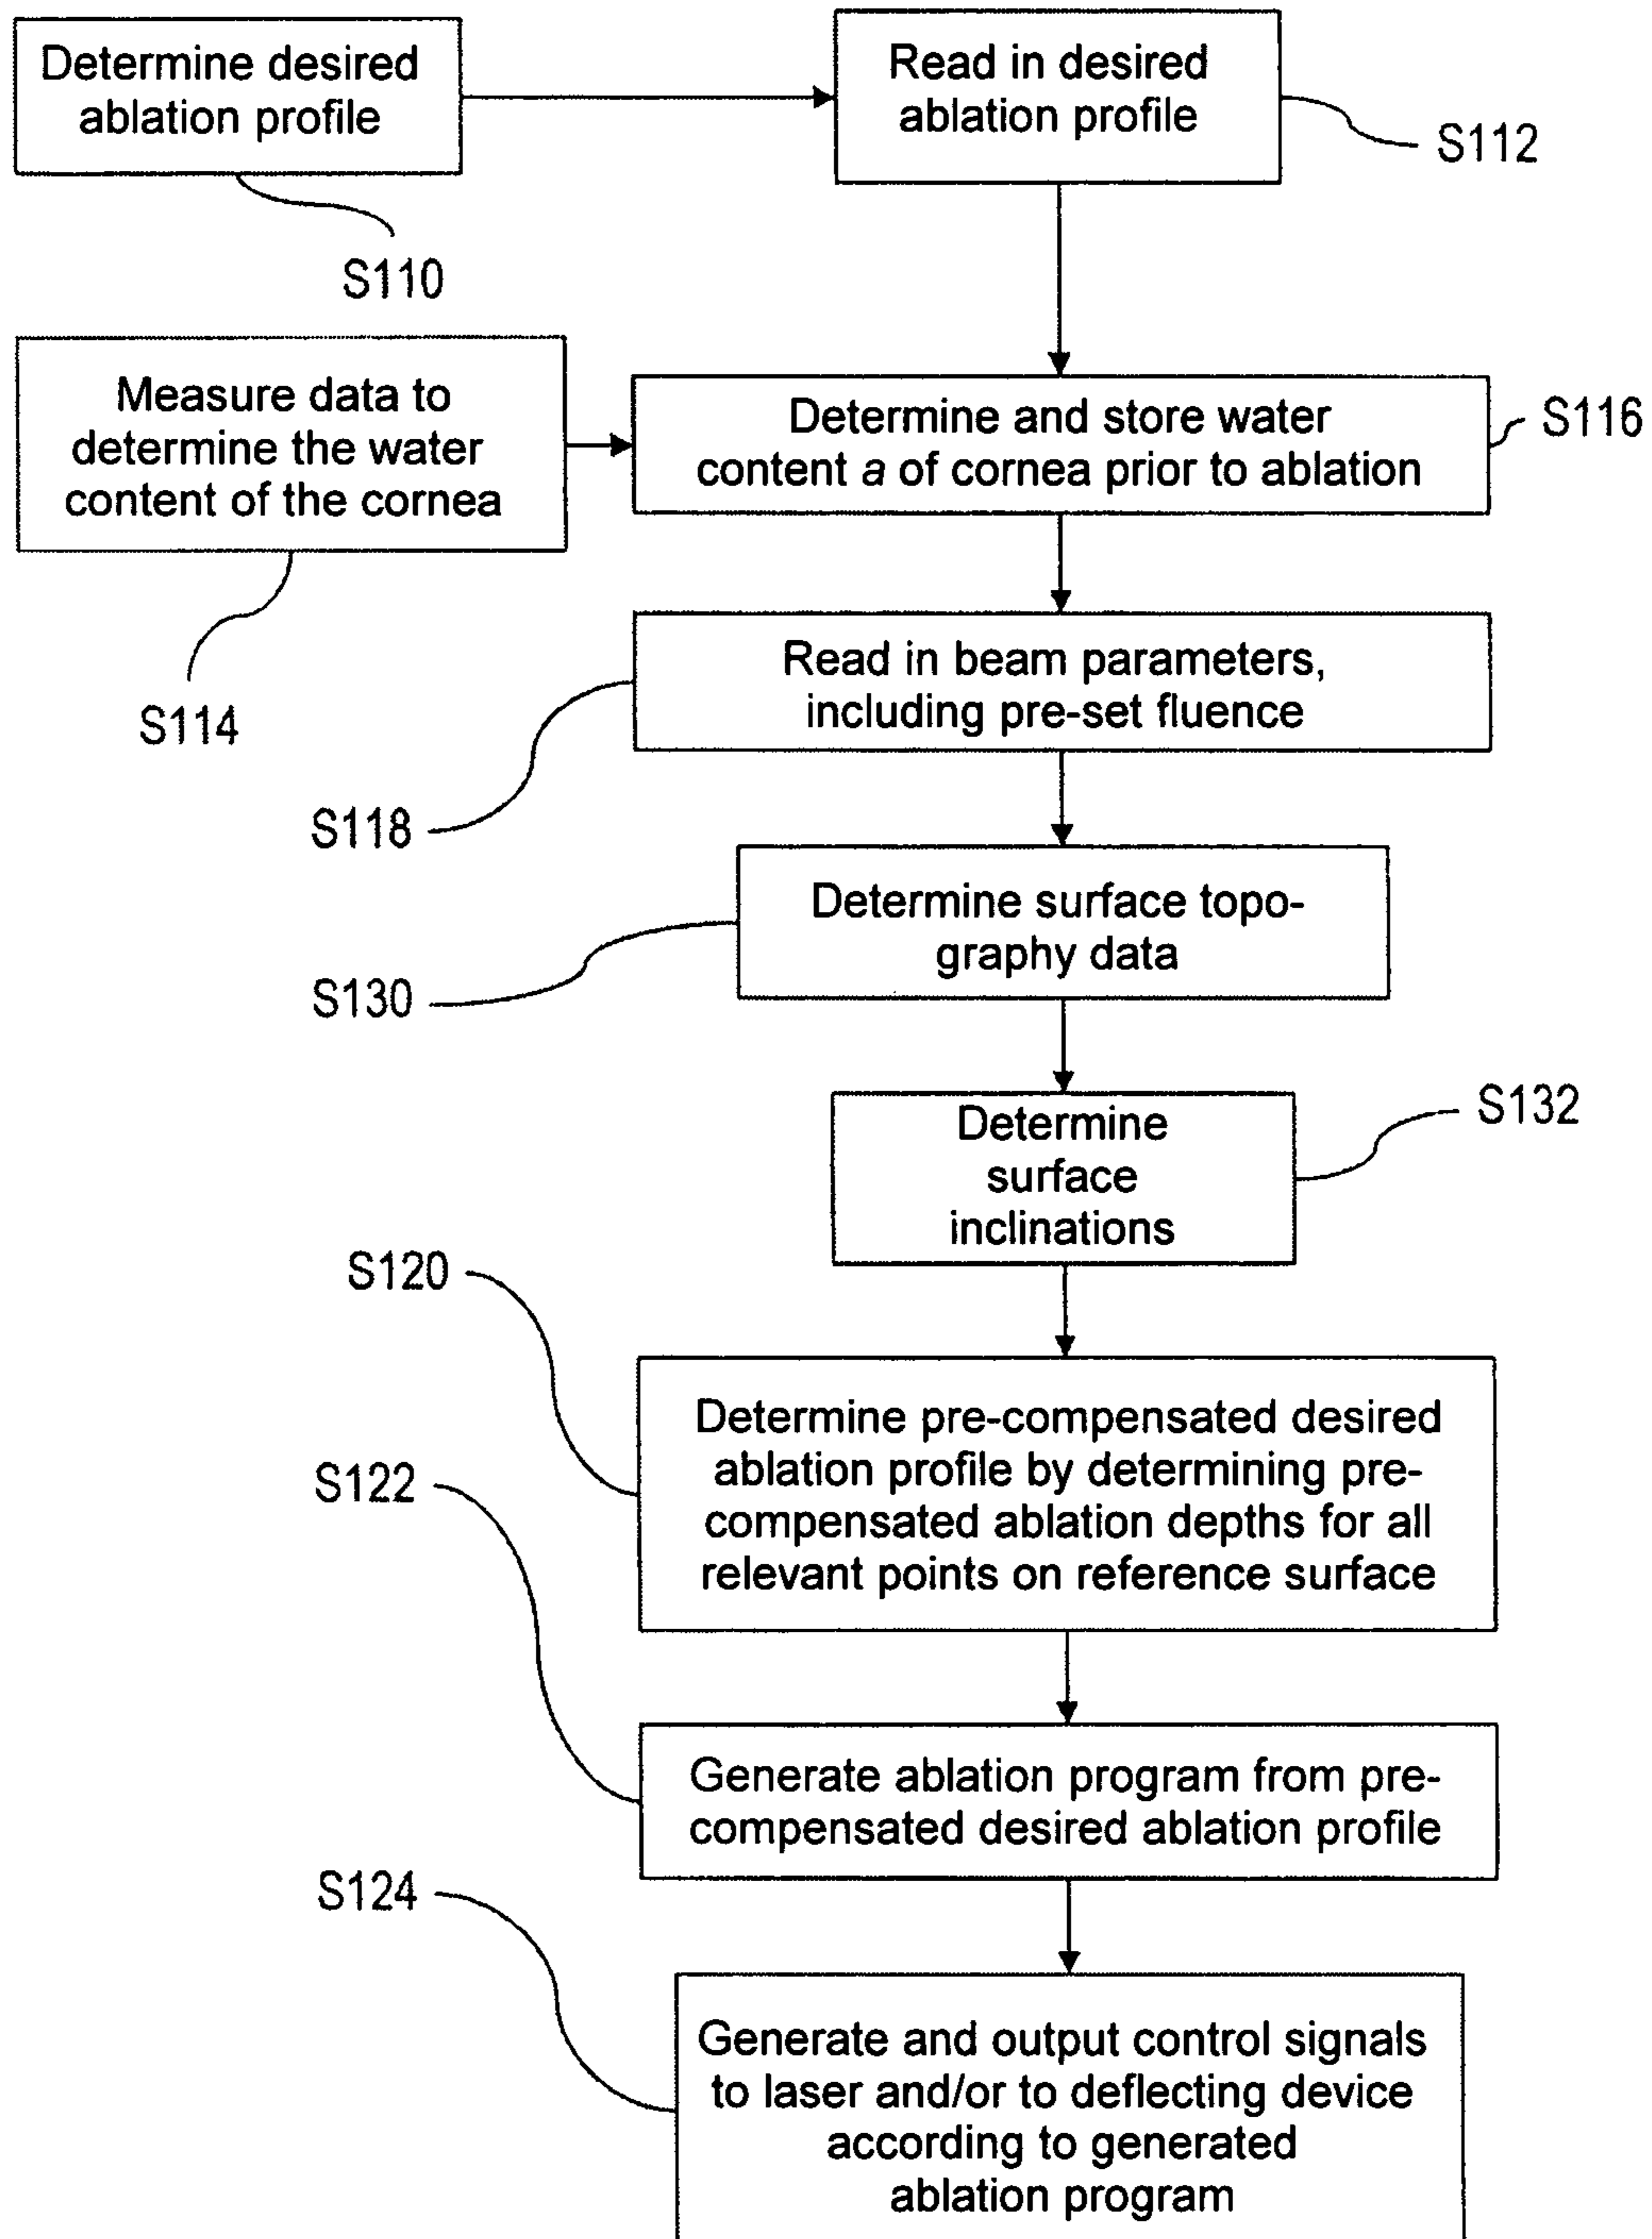 Determine desired
ablation profile
Read in desired
ablation profile
S112
S110
Measure data to
determine the water
content of the cornea
Determine and store water
content a of cornea prior to ablation
S116
S114
Read in beam parameters,
including pre-set fluence
S118
Determine surface topo-
graphy data
S130
Determine
surface
inclinations
S132
S120
Determine pre-compensated desired
ablation profile by determining pre-
compensated ablation depths for all
relevant points on reference surface
S122
Generate ablation program from pre-
compensated desired ablation profile
S124
Generate and output control signals
to laser and/or to deflecting device
according to generated
ablation program